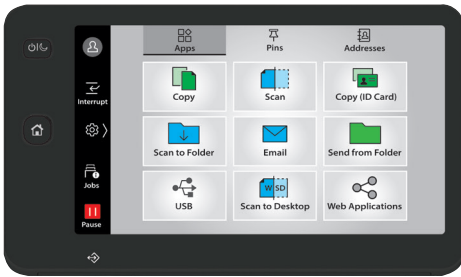 Apps
Pins
Addresses
Interrupt
Copy
Scan
Copy (ID Card)
Scan to Folder
Email
Send from Folder
Jobs
USB
W SD
Scan to Desktop
Web Applications
Pause